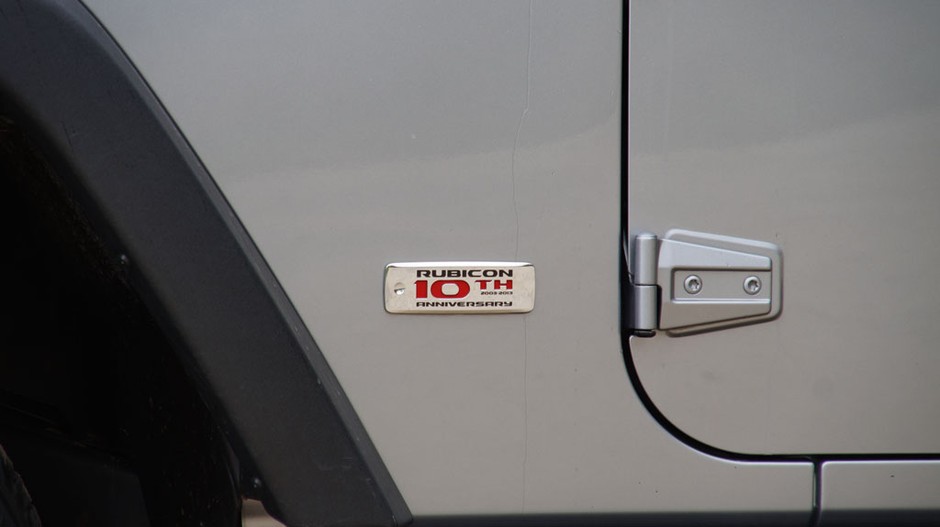 RUBICON
10TH
2003-2013
ANNIVERSARY